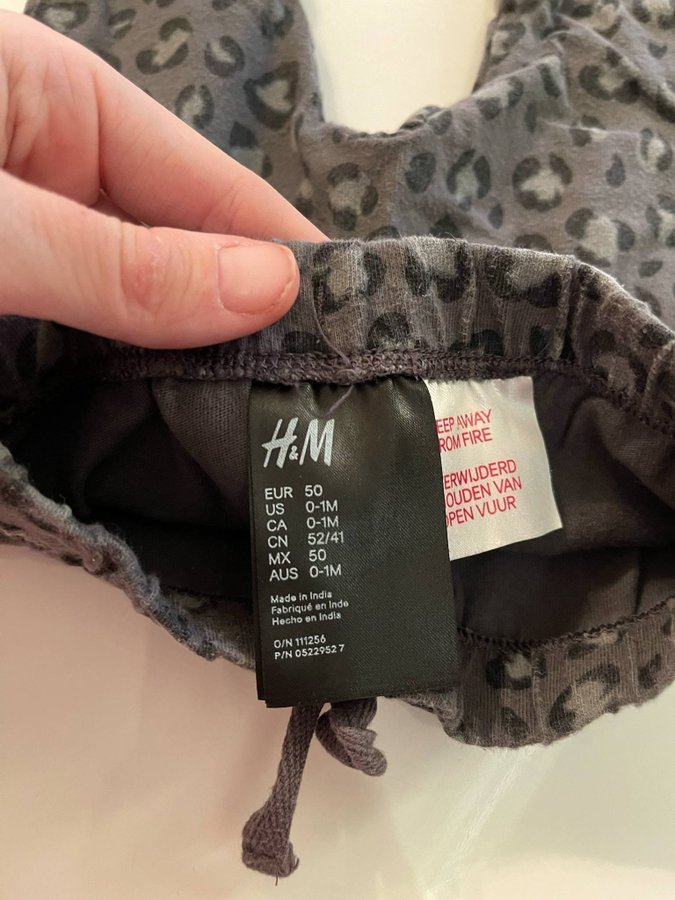 H&M
EUR 50
US 0-1M
CA 0-1M
CN 52/41
MX 50
AUS 0-1M
Made in India
Fabriqué en Inde
Hecho en India
O/N 111256
P/N 05229527
EEP AWAY
ROM FIRE
ERWIJDERD
OUDEN VAN
OPEN VUUR